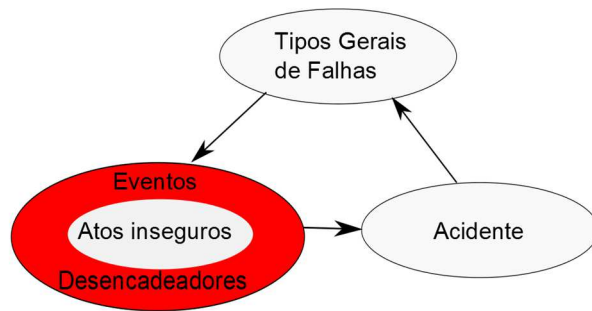 Tipos Gerais
de Falhas
Eventos
Atos inseguros
Desencadeadores
Acidente